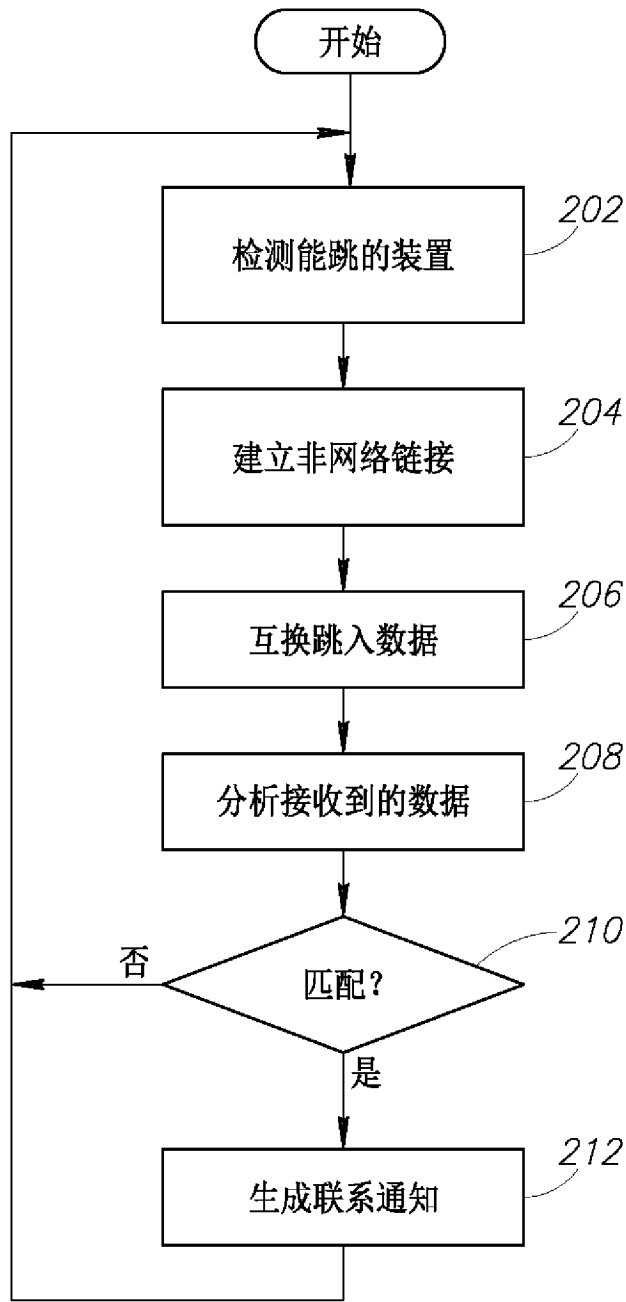 开始
检测能跳的装置
202
建立非网络链接
204
互换跳入数据
206
分析接收到的数据
208
匹配?
210
否
是
生成联系通知
212